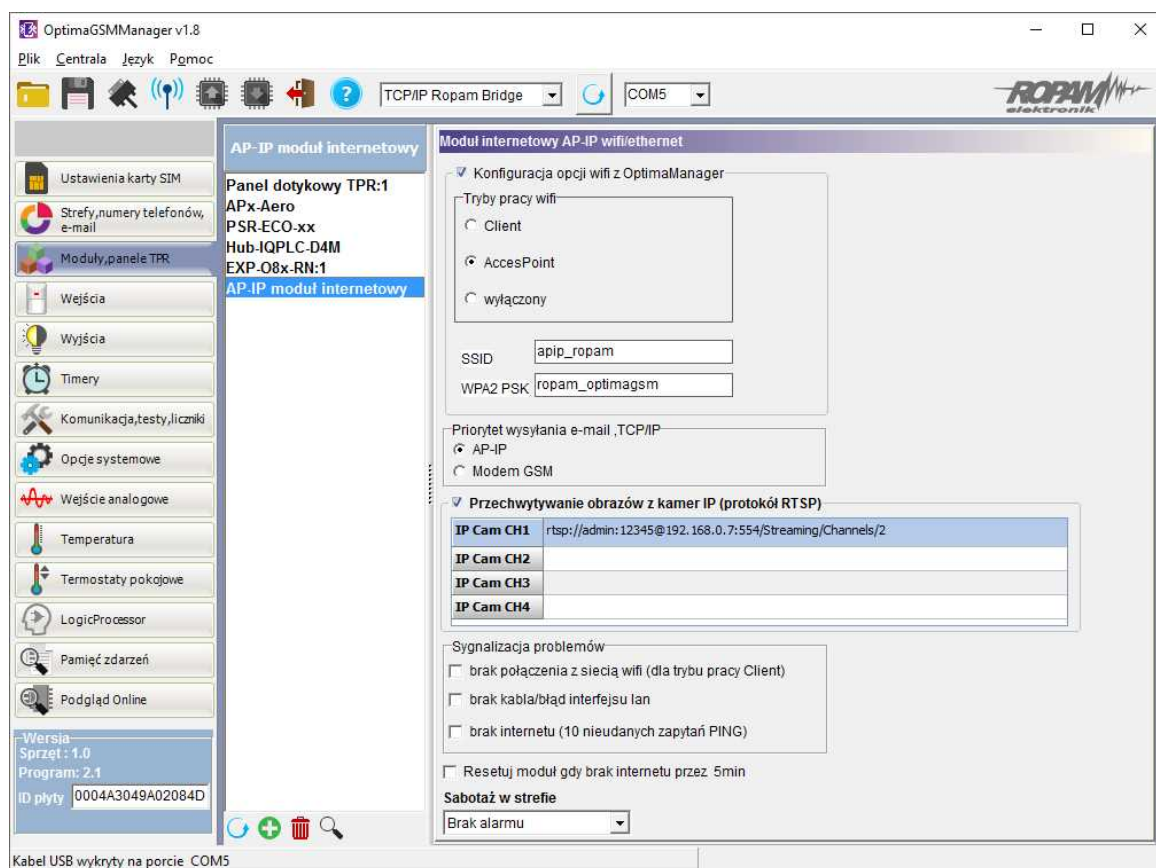 OptimaGSMManager v1.8
Plik Centrala Język Pomoc
TCP/IP Ropam Bridge
COM5
ROPAM
elektronik
Ustawienia karty SIM
Strefy,numery telefonów,
e-mail
Moduły,panele TPR
Wejścia
Wyjścia
Timery
Komunikacja,testy,liczniki
Opcje systemowe
Wejście analogowe
Temperatura
Termostaty pokojowe
LogicProcessor
Pamięć zdarzeń
Podgląd Online
Wersja
Sprzęt : 1.0
Program: 2.1
ID płyty 0004A3049A02084D
AP-IP moduł internetowy
Panel dotykowy TPR:1
APx-Aero
PSR-ECO-xx
Hub-IQPLC-D4M
EXP-O8x-RN:1
AP-IP moduł internetowy
Moduł internetowy AP-IP wifi/ethernet
Konfiguracja opcji wifi z OptimaManager
Tryby pracy wifi
Client
AccesPoint
wyłączony
SSID apip_ropam
WPA2 PSK ropam_optimagsm
Priorytet wysyłania e-mail ,TCP/IP
AP-IP
Modem GSM
Przechwytywanie obrazów z kamer IP (protokół RTSP)
IP Cam CH1 rtsp://admin:12345@192.168.0.7:554/Streaming/Channels/2
IP Cam CH2
IP Cam CH3
IP Cam CH4
Sygnalizacja problemów
brak połączenia z siecią wifi (dla trybu pracy Client)
brak kabla/błąd interfejsu lan
brak internetu (10 nieudanych zapytań PING)
Resetuj moduł gdy brak internetu przez 5min
Sabotaż w strefie
Brak alarmu
Kabel USB wykryty na porcie COM5